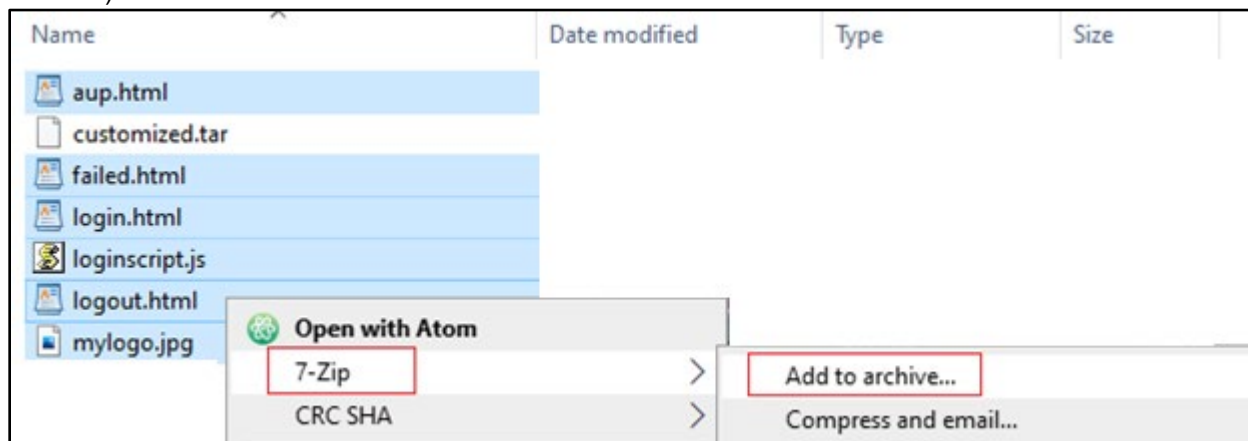 Name Date modified Type Size
aup.html
customized.tar
failed.html
login.html
loginscript.js
logout.html
Open with Atom
mylogo.jpg
7-Zip Add to archive...
CRC SHA Compress and email...